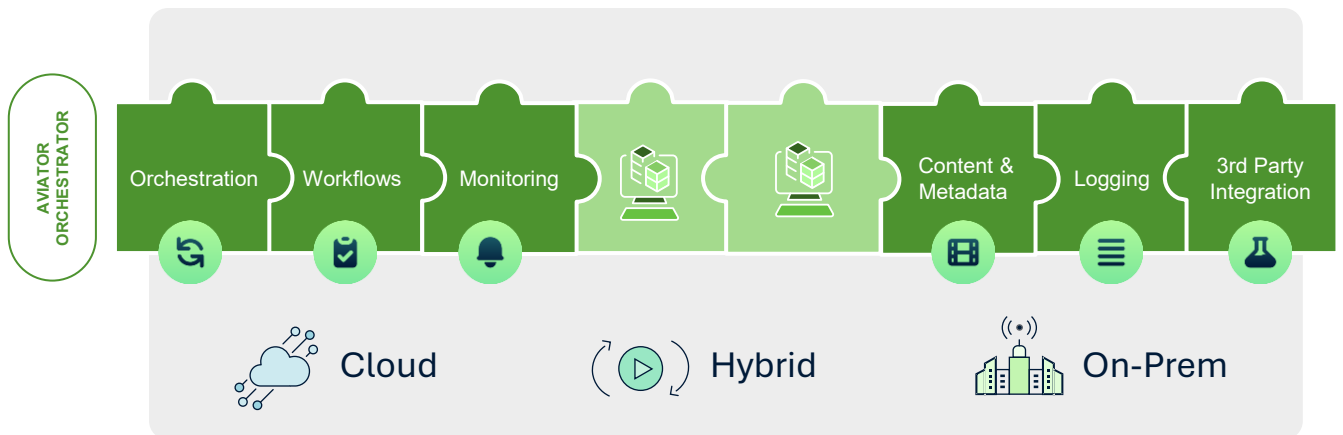 AVIATOR
ORCHESTRATOR
Orchestration
Workflows
Monitoring
Content &
Metadata
Logging
3rd Party
Integration
Cloud
Hybrid
On-Prem